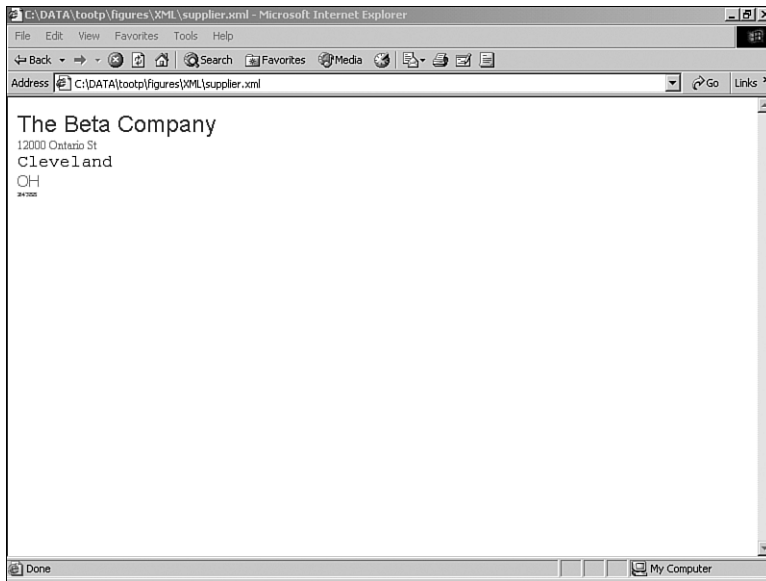 C:\DATA\tootp\figures\XML\supplier.xml - Microsoft Internet Explorer
File Edit View Favorites Tools Help
Back Search Favorites Media
Address C:\DATA\tootp\figures\XML\supplier.xml Go Links
The Beta Company
12000 Ontario St
Cleveland
OH
Done My Computer